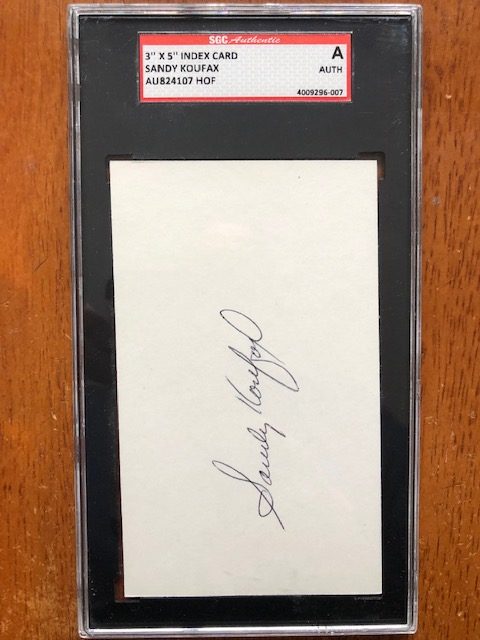 SGC Authentic
3" X 5" INDEX CARD
SANDY KOUFAX
AU824107 HOF
A
AUTH
4009296-007
Sandy Koufax